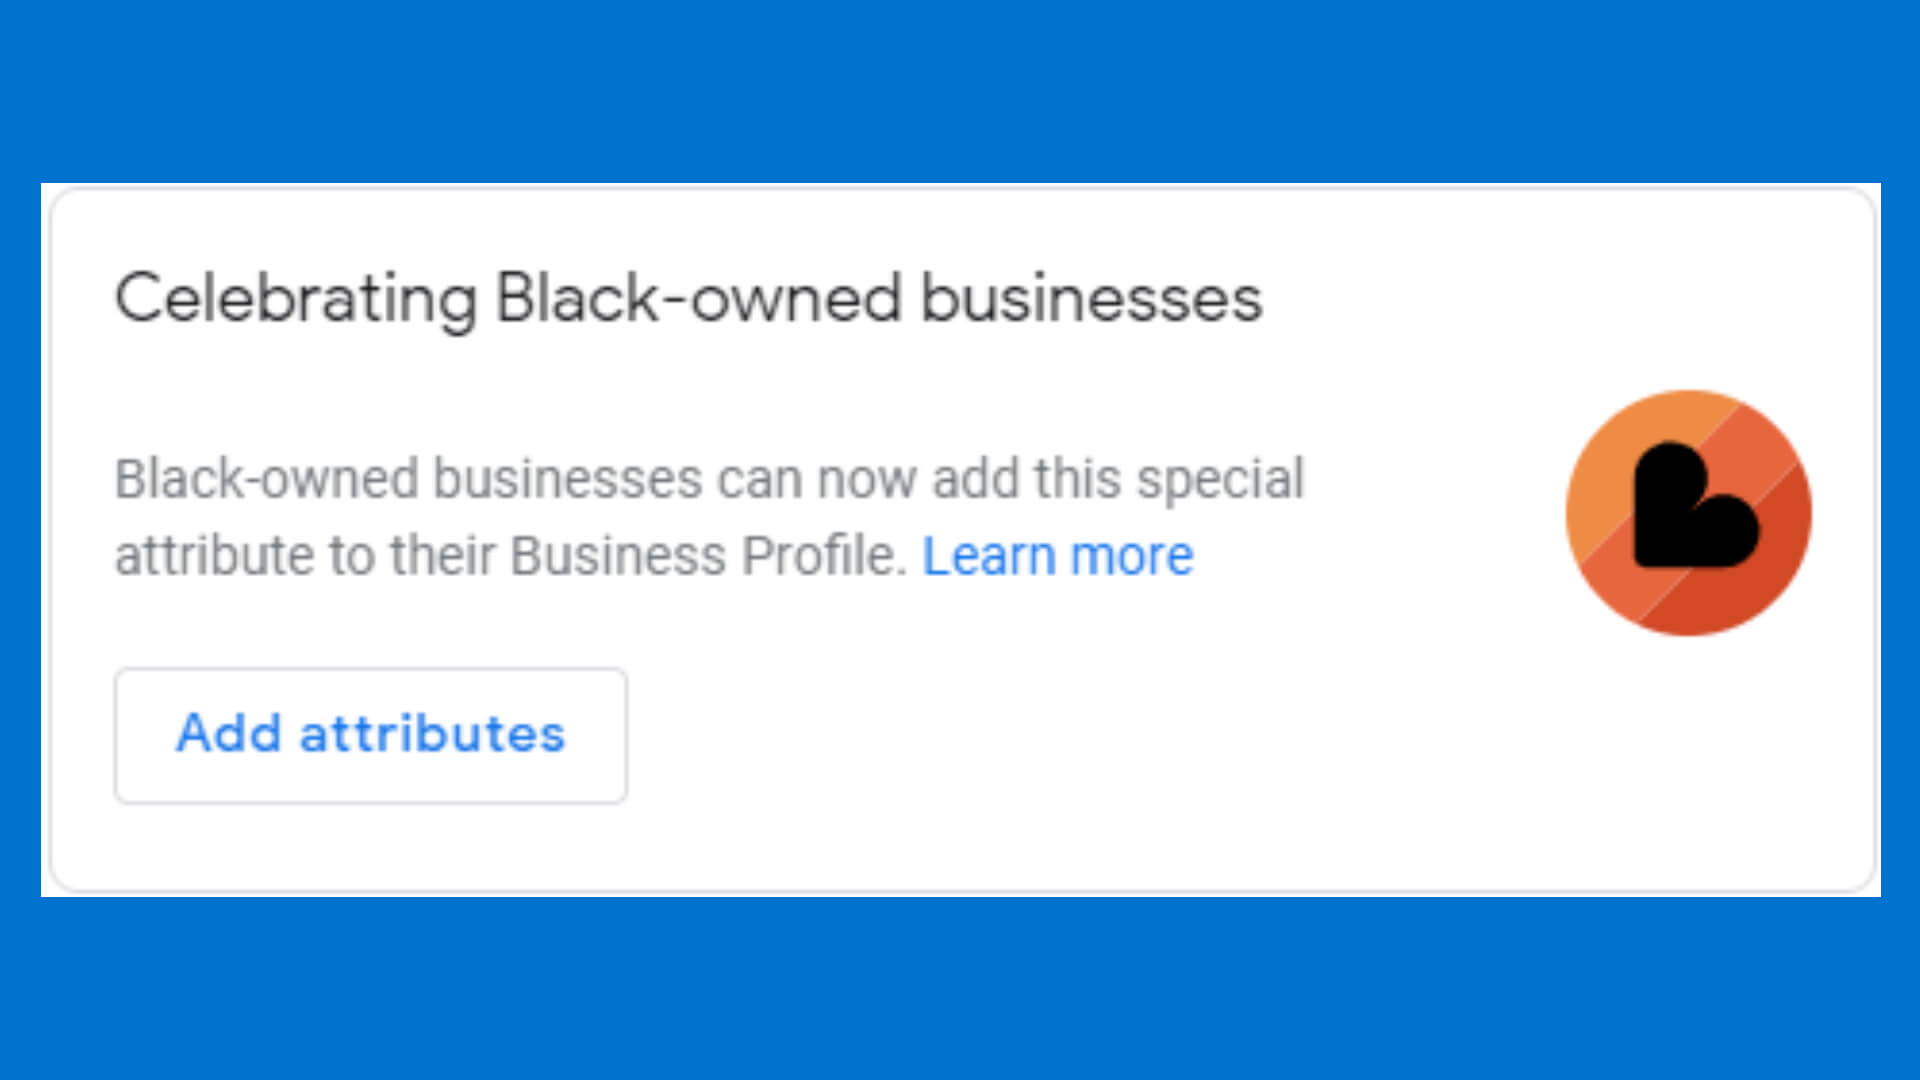 Celebrating Black-owned businesses
Black-owned businesses can now add this special
attribute to their Business Profile. Learn more
Add attributes